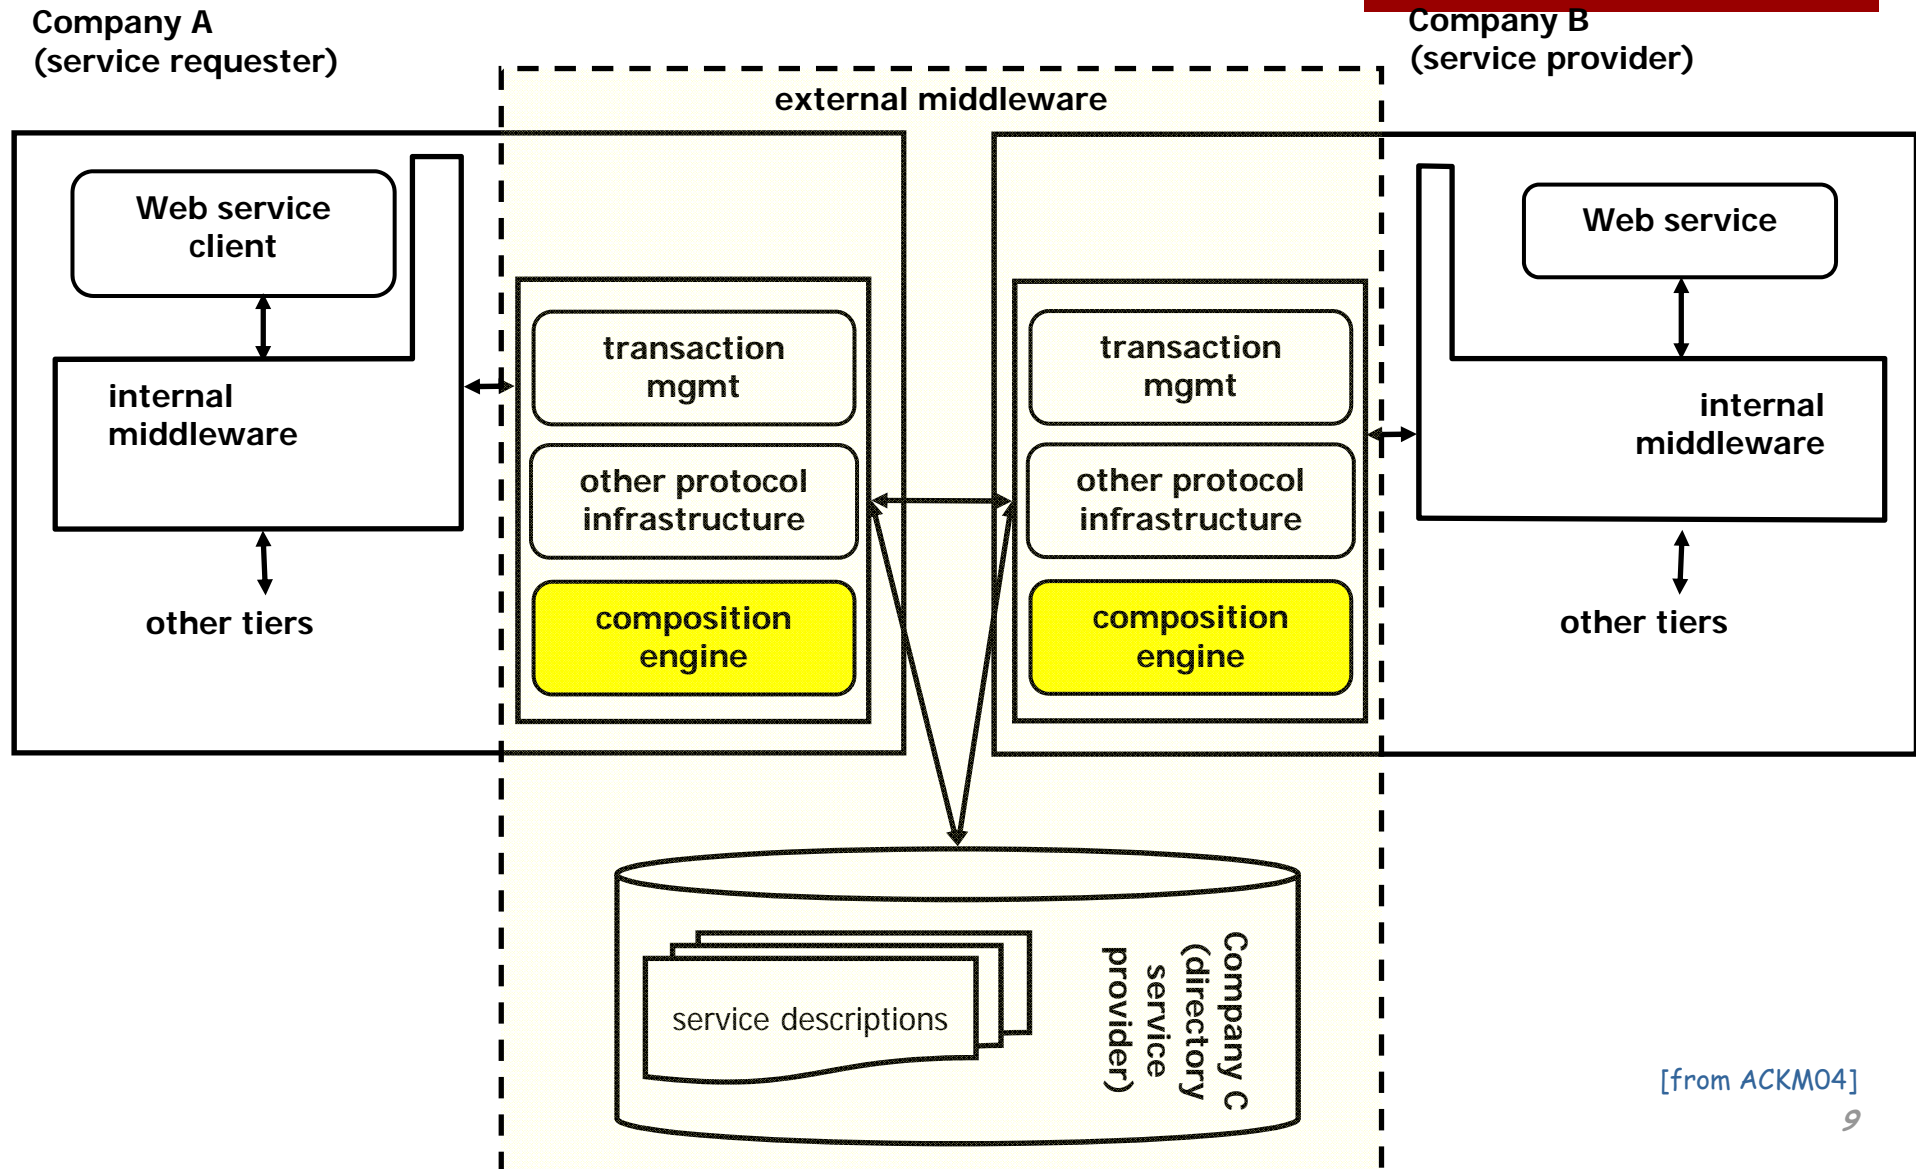 Company A
(service requester)
Company B
(service provider)
external middleware
Web service
client
internal
middleware
other tiers
transaction
mgmt
other protocol
infrastructure
composition
engine
transaction
mgmt
other protocol
infrastructure
composition
engine
Web service
internal
middleware
other tiers
service descriptions
Company C
(directory
service
provider)
[from ACKM04]
9